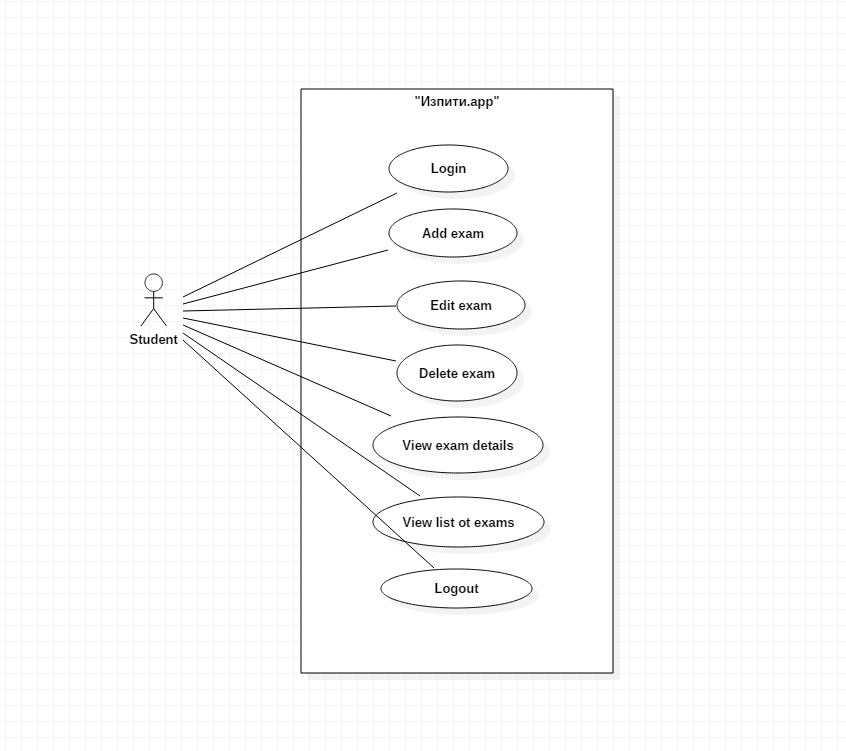 "Изпити.app"
Login
Add exam
Edit exam
Student
Delete exam
View exam details
View list ot exams
Logout